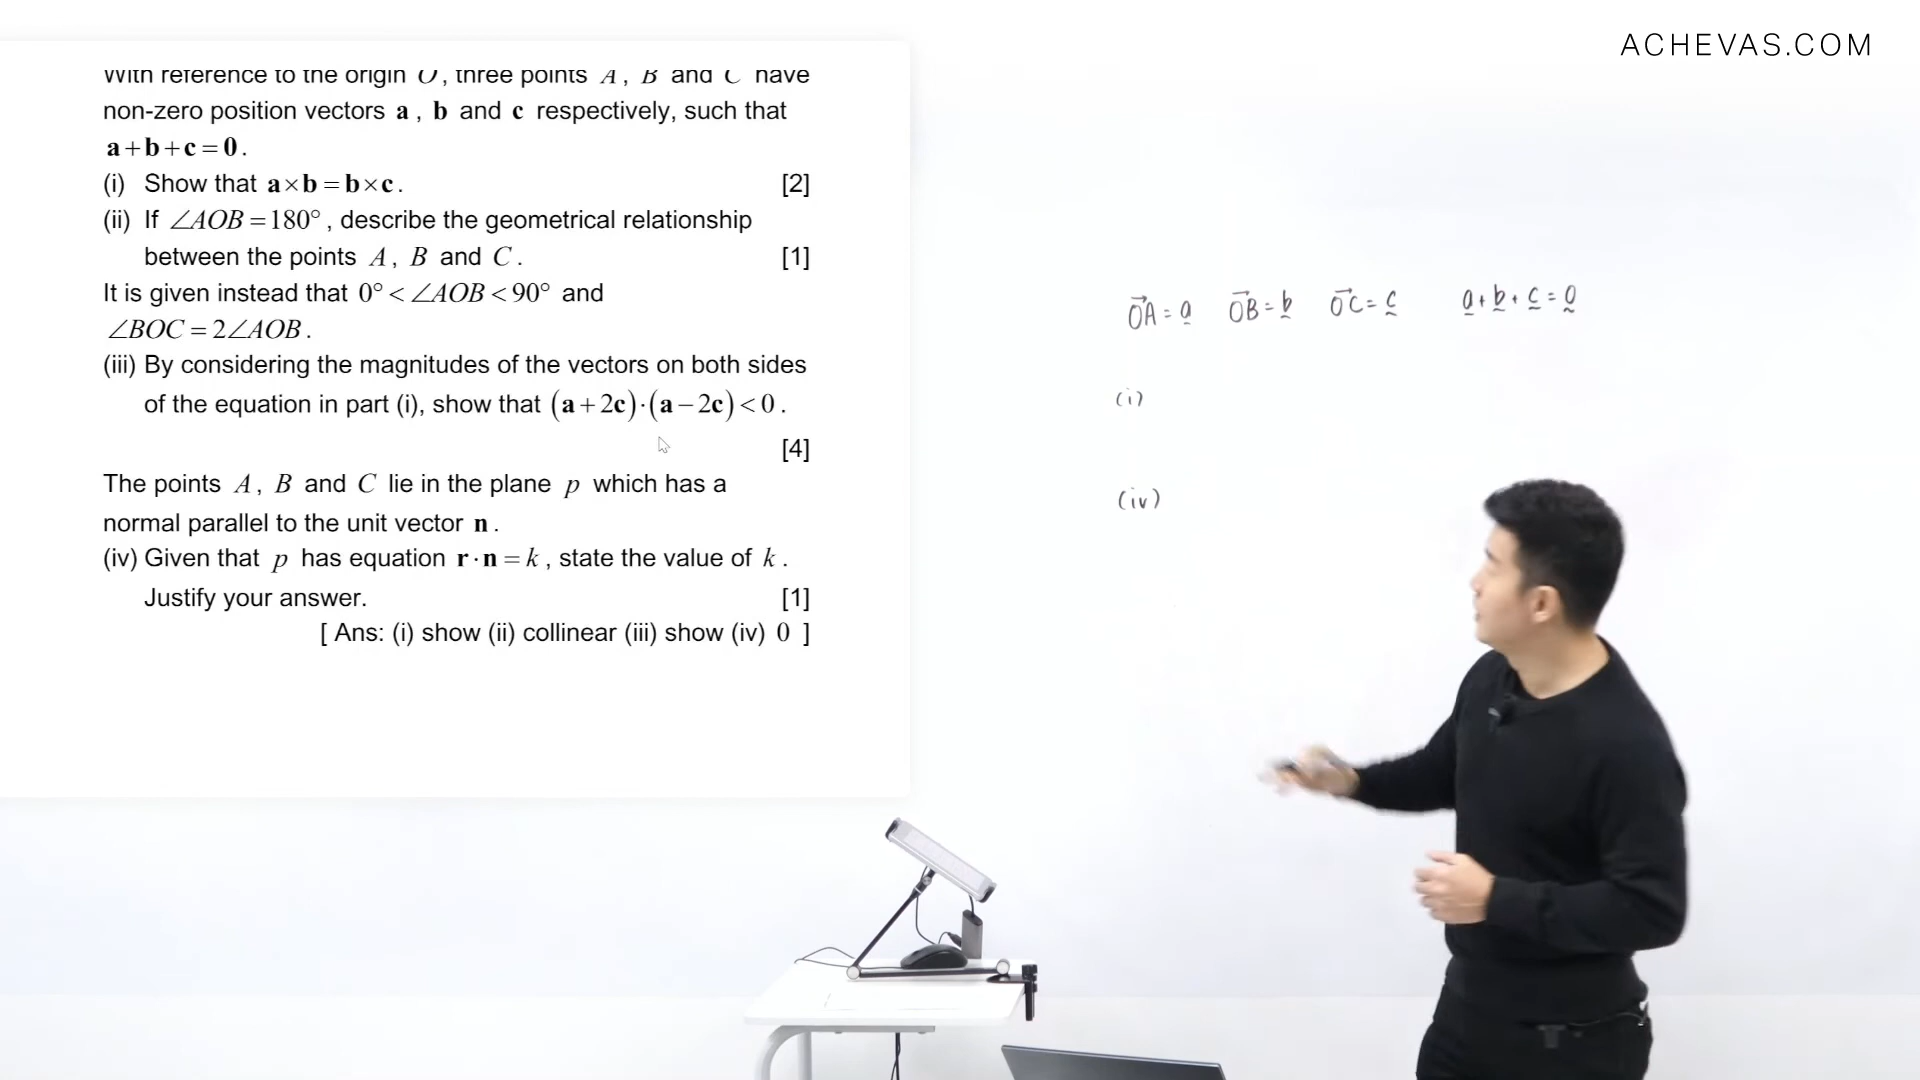 ACHEVAS.COM
With reference to the origin O, three points A, B and C have
non-zero position vectors a, b and c respectively, such that
a+b+c=0.
(i) Show that a×b=b×c. [2]
(ii) If ∠AOB=180°, describe the geometrical relationship
between the points A, B and C. [1]
It is given instead that 0°<∠AOB<90° and
∠BOC=2∠AOB.
(iii) By considering the magnitudes of the vectors on both sides
of the equation in part (i), show that (a+2c)·(a−2c)<0.
[4]
The points A, B and C lie in the plane p which has a
normal parallel to the unit vector n.
(iv) Given that p has equation r·n=k, state the value of k.
Justify your answer. [1]
[ Ans: (i) show (ii) collinear (iii) show (iv) 0 ]
OA = a OB = b OC = c a + b + c = 0
(i)
(iv)